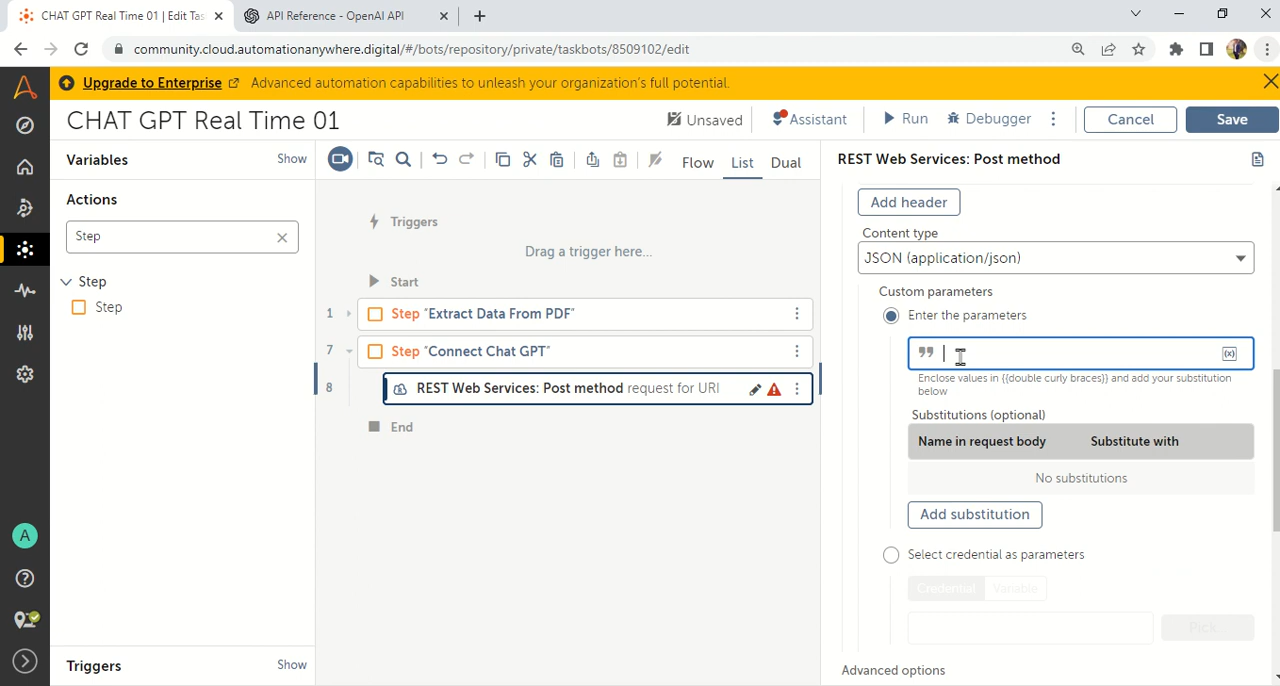 CHAT GPT Real Time 01 | Edit Tas
API Reference - OpenAI API
community.cloud.automationanywhere.digital/#/bots/repository/private/taskbots/8509102/edit
Upgrade to Enterprise Advanced automation capabilities to unleash your organization's full potential.
CHAT GPT Real Time 01
Unsaved
Assistant
Run
Debugger
Cancel
Save
Variables
Show
Flow
List
Dual
REST Web Services: Post method
Actions
Step
Step
Step
Triggers
Show
Triggers
Drag a trigger here...
Start
1 Step "Extract Data From PDF"
7 Step "Connect Chat GPT"
8 REST Web Services: Post method request for URI
End
Add header
Content type
JSON (application/json)
Custom parameters
Enter the parameters
(x)
Enclose values in {{double curly braces}} and add your substitution
below
Substitutions (optional)
Name in request body Substitute with
No substitutions
Add substitution
Select credential as parameters
Credential Variable
Pick...
Advanced options
A